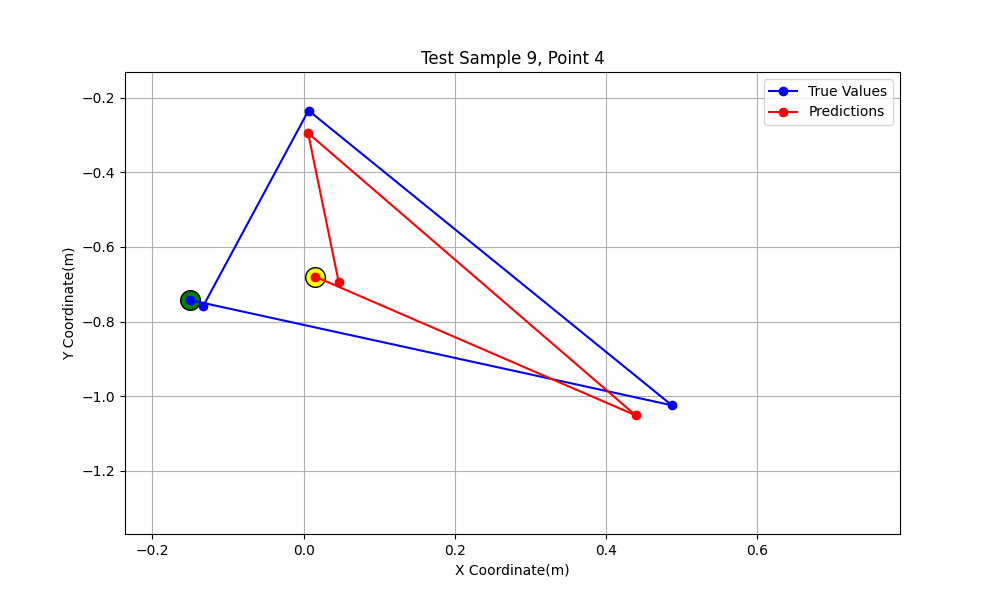 Test Sample 9, Point 4
True Values
Predictions
−0.2
−0.4
−0.6
−0.8
−1.0
−1.2
Y Coordinate(m)
−0.2
0.0
0.2
0.4
0.6
X Coordinate(m)